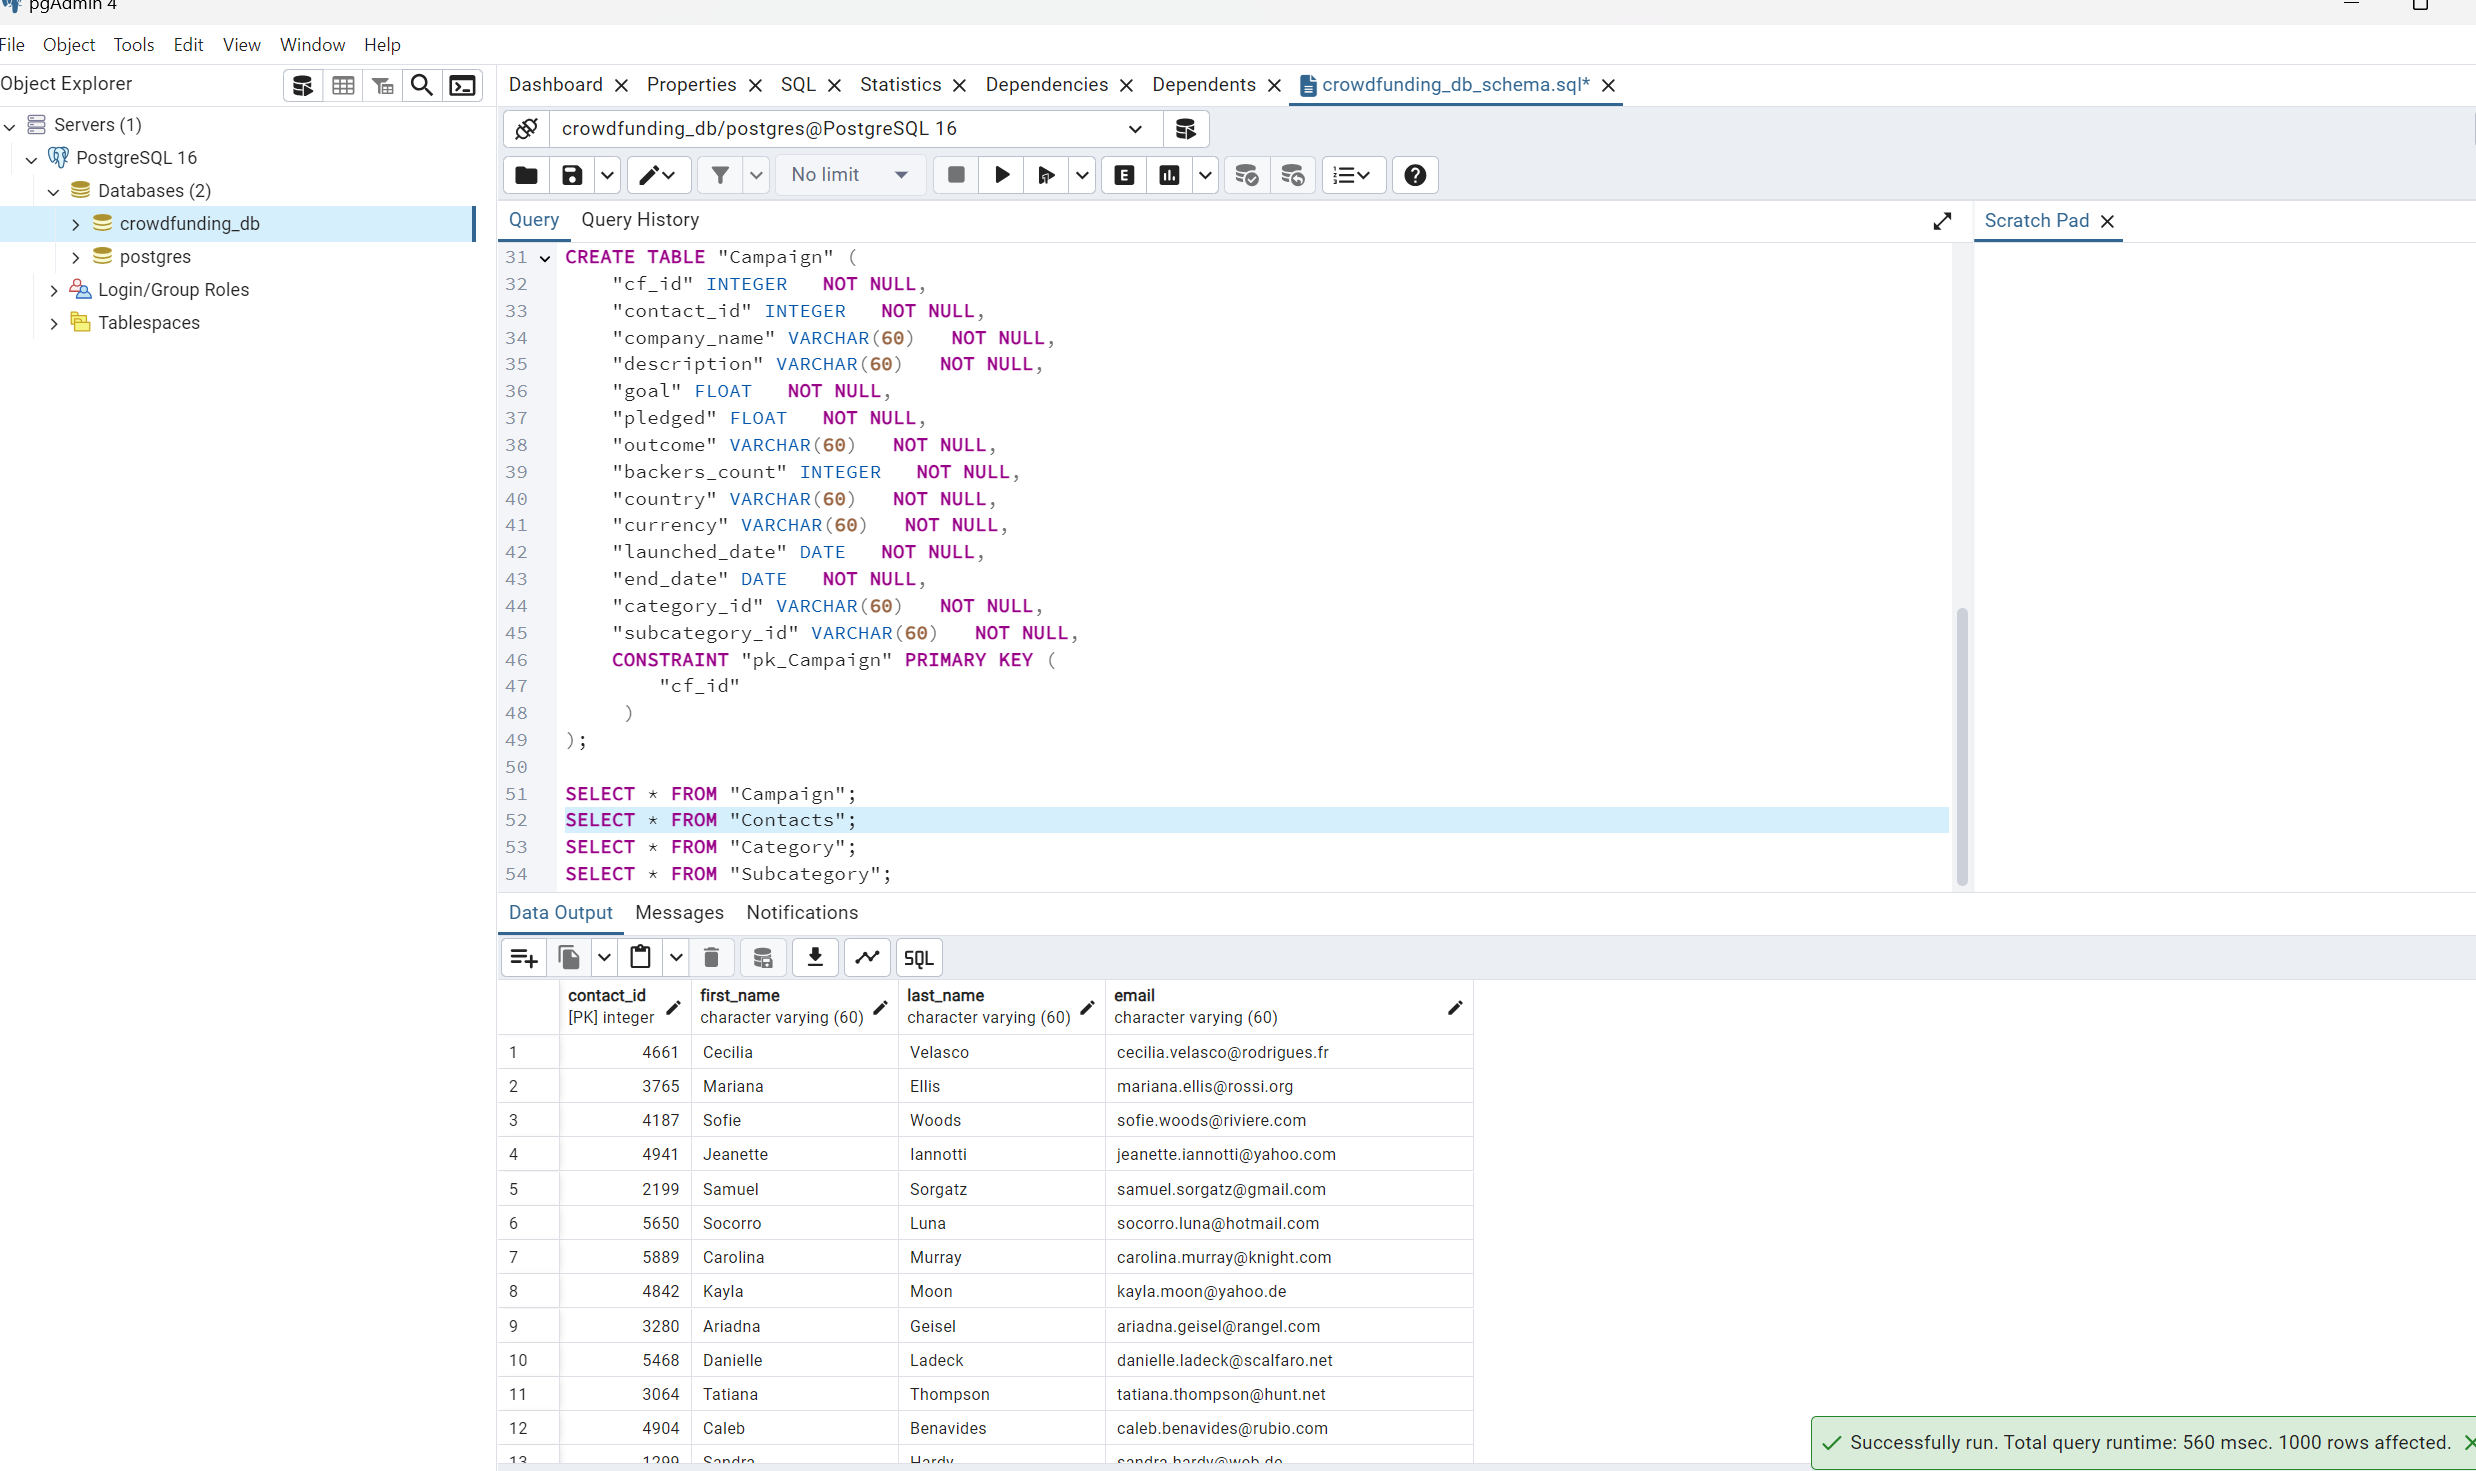 pgAdmin 4
File Object Tools Edit View Window Help
Object Explorer
Dashboard Properties SQL Statistics Dependencies Dependents crowdfunding_db_schema.sql*
Servers (1)
PostgreSQL 16
Databases (2)
crowdfunding_db
postgres
Login/Group Roles
Tablespaces
crowdfunding_db/postgres@PostgreSQL 16
No limit
E
Query Query History
Scratch Pad
31 CREATE TABLE "Campaign" (
32 "cf_id" INTEGER NOT NULL,
33 "contact_id" INTEGER NOT NULL,
34 "company_name" VARCHAR(60) NOT NULL,
35 "description" VARCHAR(60) NOT NULL,
36 "goal" FLOAT NOT NULL,
37 "pledged" FLOAT NOT NULL,
38 "outcome" VARCHAR(60) NOT NULL,
39 "backers_count" INTEGER NOT NULL,
40 "country" VARCHAR(60) NOT NULL,
41 "currency" VARCHAR(60) NOT NULL,
42 "launched_date" DATE NOT NULL,
43 "end_date" DATE NOT NULL,
44 "category_id" VARCHAR(60) NOT NULL,
45 "subcategory_id" VARCHAR(60) NOT NULL,
46 CONSTRAINT "pk_Campaign" PRIMARY KEY (
47 "cf_id"
48 )
49 );
50
51 SELECT * FROM "Campaign";
52 SELECT * FROM "Contacts";
53 SELECT * FROM "Category";
54 SELECT * FROM "Subcategory";
Data Output Messages Notifications
SQL
contact_id first_name last_name email
[PK] integer character varying (60) character varying (60) character varying (60)
1 4661 Cecilia Velasco cecilia.velasco@rodrigues.fr
2 3765 Mariana Ellis mariana.ellis@rossi.org
3 4187 Sofie Woods sofie.woods@riviere.com
4 4941 Jeanette Iannotti jeanette.iannotti@yahoo.com
5 2199 Samuel Sorgatz samuel.sorgatz@gmail.com
6 5650 Socorro Luna socorro.luna@hotmail.com
7 5889 Carolina Murray carolina.murray@knight.com
8 4842 Kayla Moon kayla.moon@yahoo.de
9 3280 Ariadna Geisel ariadna.geisel@rangel.com
10 5468 Danielle Ladeck danielle.ladeck@scalfaro.net
11 3064 Tatiana Thompson tatiana.thompson@hunt.net
12 4904 Caleb Benavides caleb.benavides@rubio.com
13 1299 Sandra Hardy sandra.hardy@web.de
Successfully run. Total query runtime: 560 msec. 1000 rows affected.